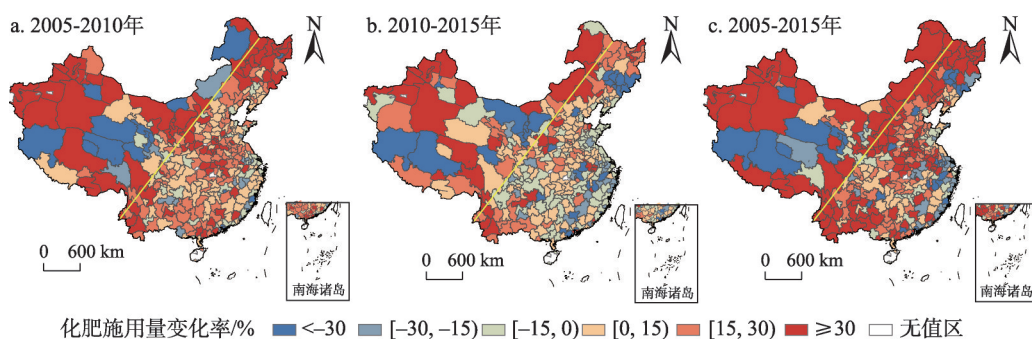 a. 2005-2010年
N
b. 2010-2015年
N
c. 2005-2015年
N
0 600 km
南海诸岛
0 600 km
南海诸岛
0 600 km
南海诸岛
化肥施用量变化率/% <–30 [–30, –15) [–15, 0) [0, 15) [15, 30) ≥30 无值区